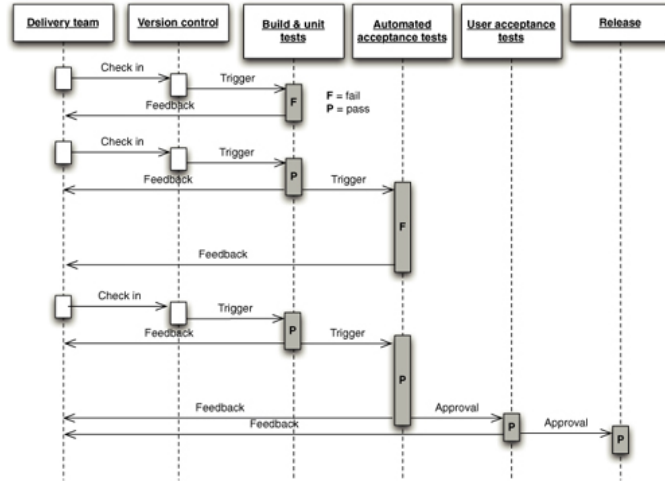 Delivery team
Version control
Build & unit
tests
Automated
acceptance tests
User acceptance
tests
Release
Check in
Trigger
Feedback
F
F = fail
P = pass
Check in
Trigger
Feedback
P
Trigger
F
Feedback
Check in
Trigger
Feedback
P
Trigger
P
Feedback
Approval
Feedback
P
Approval
P